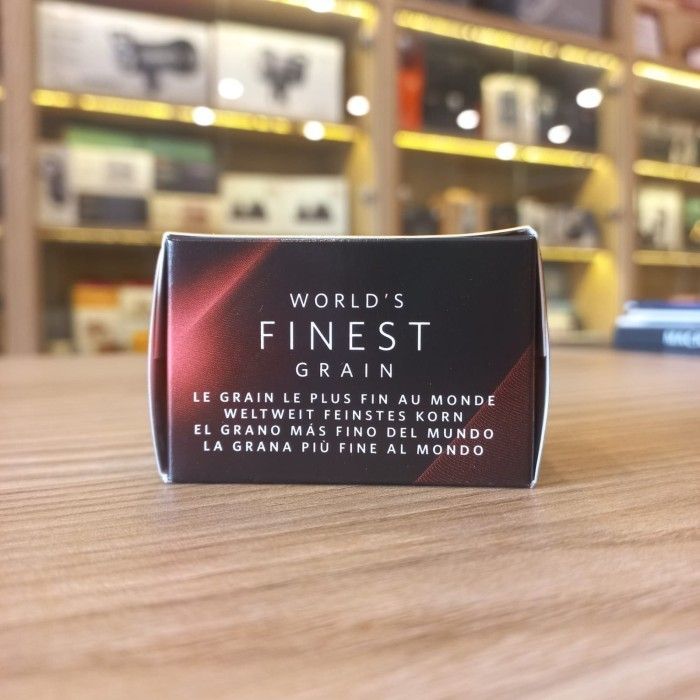 WORLD'S
FINEST
GRAIN
LE GRAIN LE PLUS FIN AU MONDE
WELTWEIT FEINSTES KORN
EL GRANO MÁS FINO DEL MUNDO
LA GRANA PIÙ FINE AL MONDO